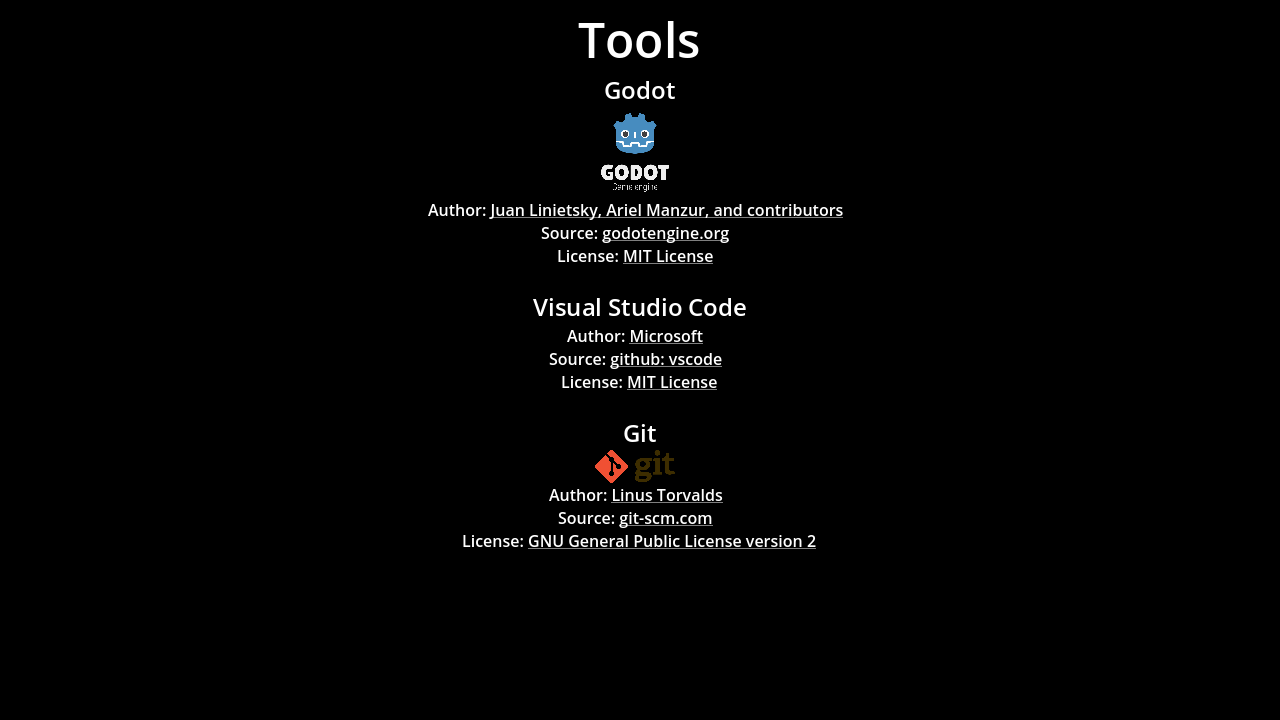 Tools
Godot
GODOT
Game engine
Author: Juan Linietsky, Ariel Manzur, and contributors
Source: godotengine.org
License: MIT License
Visual Studio Code
Author: Microsoft
Source: github: vscode
License: MIT License
Git
git
Author: Linus Torvalds
Source: git-scm.com
License: GNU General Public License version 2